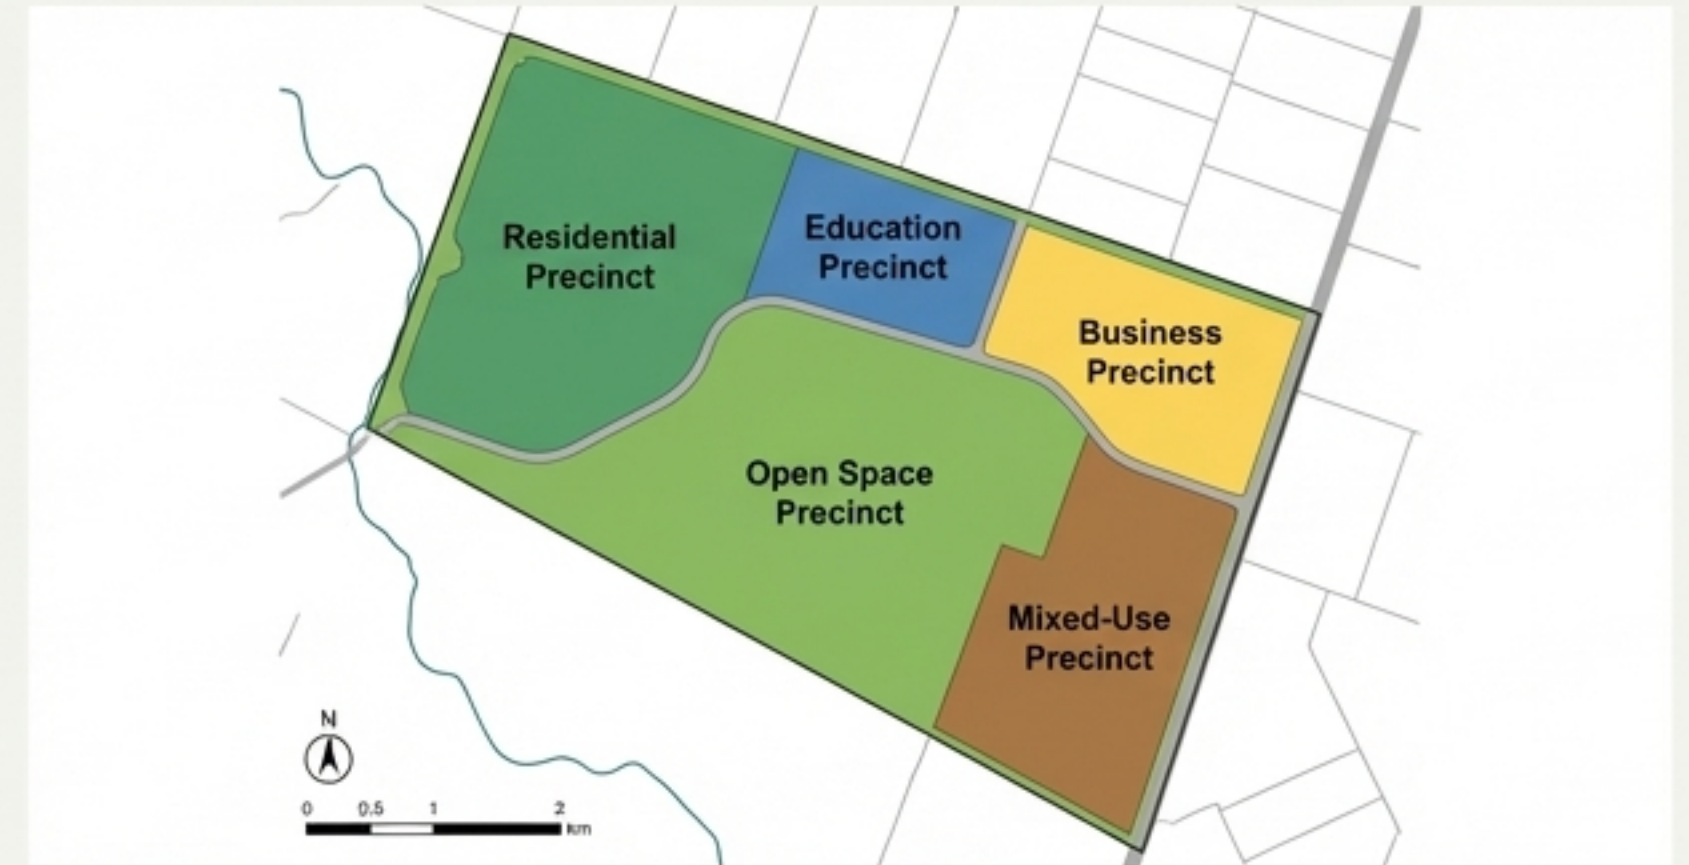 Residential
Precinct
Education
Precinct
Business
Precinct
Open Space
Precinct
Mixed-Use
Precinct
N
0 0.5 1 2
km